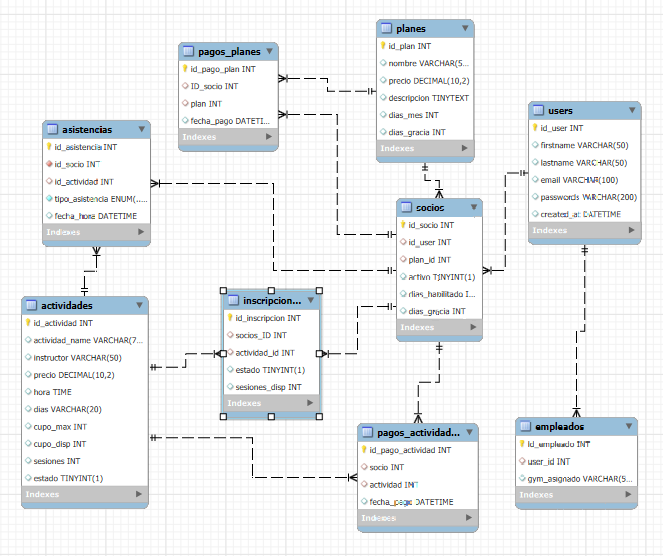 planes
id_plan INT
nombre VARCHAR(5...
precio DECIMAL(10,2)
descripcion TINYTEXT
dias_mes INT
dias_gracia INT
pagos_planes
id_pago_plan INT
ID_socio INT
plan INT
fecha_pago DATETI...
Indexes
Indexes
users
id_user INT
firstname VARCHAR(50)
lastname VARCHAR(50)
email VARCHAR(100)
passwords VARCHAR(200)
created_at DATETIME
Indexes
asistencias
id_asistencia INT
id_socio INT
id_actividad INT
tipo_asistencia ENUM(.....
fecha_hora DATETIME
Indexes
socios
id_socio INT
id_user INT
plan_id INT
activo TINYINT(1)
dias_habilitado I...
dias_gracia INT
Indexes
actividades
id_actividad INT
actividad_name VARCHAR(7...
instructor VARCHAR(50)
precio DECIMAL(10,2)
hora TIME
dias VARCHAR(20)
cupo_max INT
cupo_disp INT
sesiones INT
estado TINYINT(1)
Indexes
inscripcion...
id_inscripcion INT
socios_ID INT
actividad_id INT
estado TINYINT(1)
sesiones_disp INT
Indexes
pagos_actividad...
id_pago_actividad INT
socio INT
actividad INT
fecha_pago DATETIME
Indexes
empleados
id_empleado INT
user_id INT
gym_asignado VARCHAR(5...
Indexes